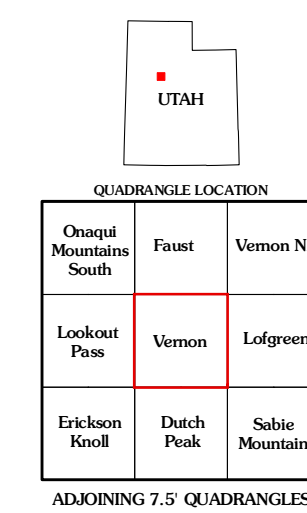 UTAH
QUADRANGLE LOCATION
Onaqui
Mountains
South
Faust
Vernon N
Lookout
Pass
Vernon
Lofgreen
Erickson
Knoll
Dutch
Peak
Sabie
Mountain
ADJOINING 7.5' QUADRANGLES